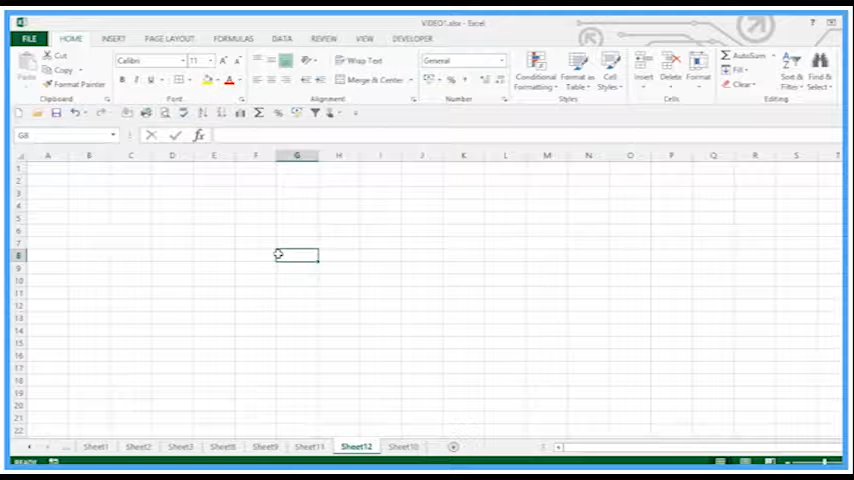 VIDEO1.xlsx - Excel
FILE HOME INSERT PAGE LAYOUT FORMULAS DATA REVIEW VIEW DEVELOPER
Cut
Copy
Format Painter
Paste
Clipboard
Calibri 11
B I U
Font
Wrap Text
Merge & Center
Alignment
General
%
Number
Conditional Formatting
Format as Table
Cell Styles
Styles
Insert Delete Format
Cells
AutoSum
Fill
Clear
Sort & Filter
Find & Select
Editing
G8
fx
A B C D E F G H I J K L M N O P Q R S T
1
2
3
4
5
6
7
8
9
10
11
12
13
14
15
16
17
18
19
20
21
22
... Sheet1 Sheet2 Sheet3 Sheet8 Sheet9 Sheet11 Sheet12 Sheet10
READY